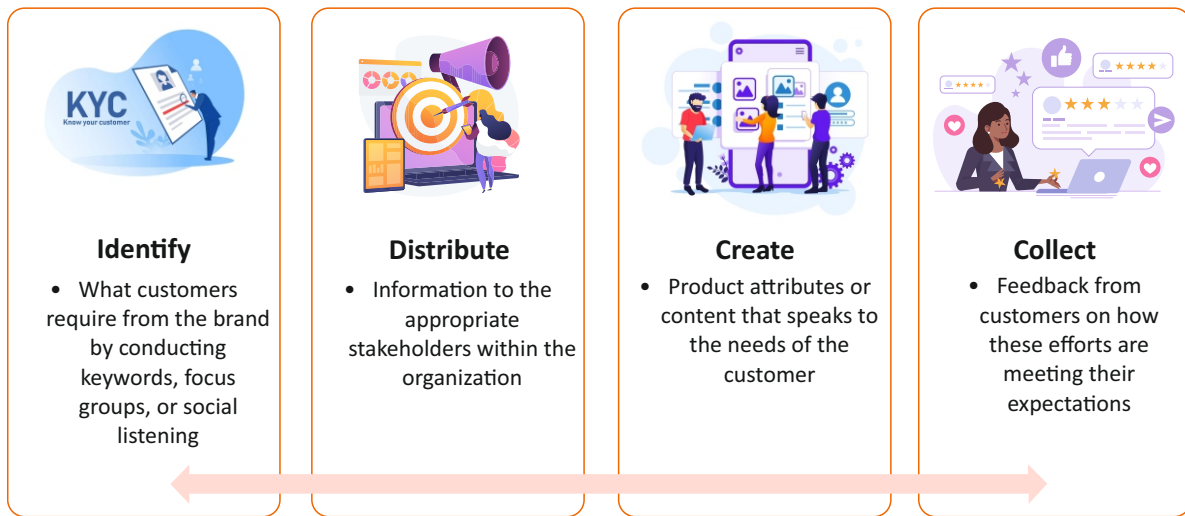 KYC
Know your customer
Identify
• What customers
require from the brand
by conducting
keywords, focus
groups, or social
listening
Distribute
• Information to the
appropriate
stakeholders within the
organization
Create
• Product attributes or
content that speaks to
the needs of the
customer
Collect
• Feedback from
customers on how
these efforts are
meeting their
expectations